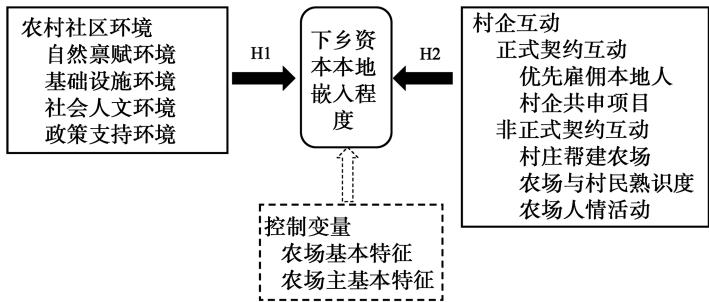 农村社区环境
自然禀赋环境
基础设施环境
社会人文环境
政策支持环境
H1
下乡资
本本地
嵌入程
度
H2
村企互动
正式契约互动
优先雇佣本地人
村企共申项目
非正式契约互动
村庄帮建农场
农场与村民熟识度
农场人情活动
控制变量
农场基本特征
农场主基本特征